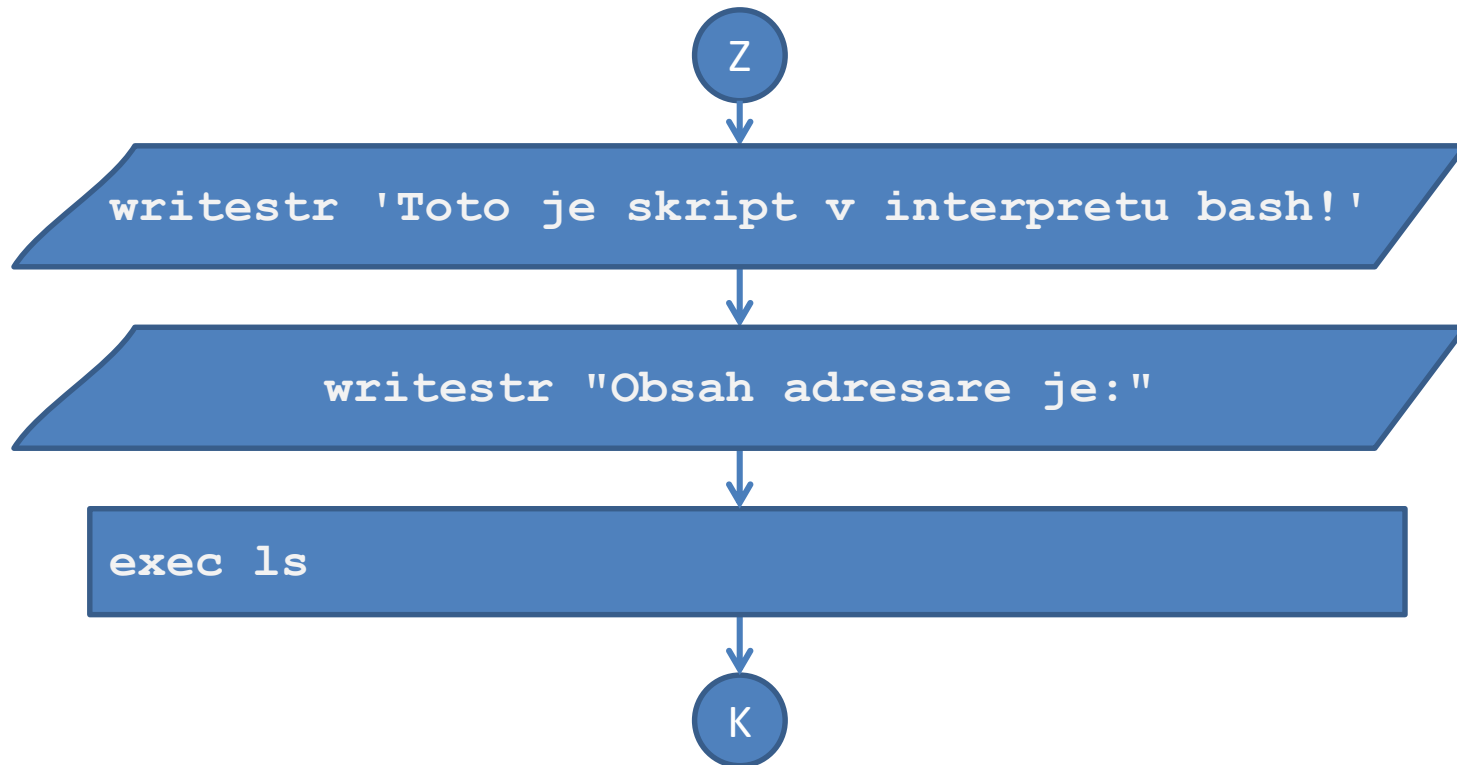 Z
writestr 'Toto je skript v interpretu bash!'
writestr "Obsah adresare je:"
exec ls
K